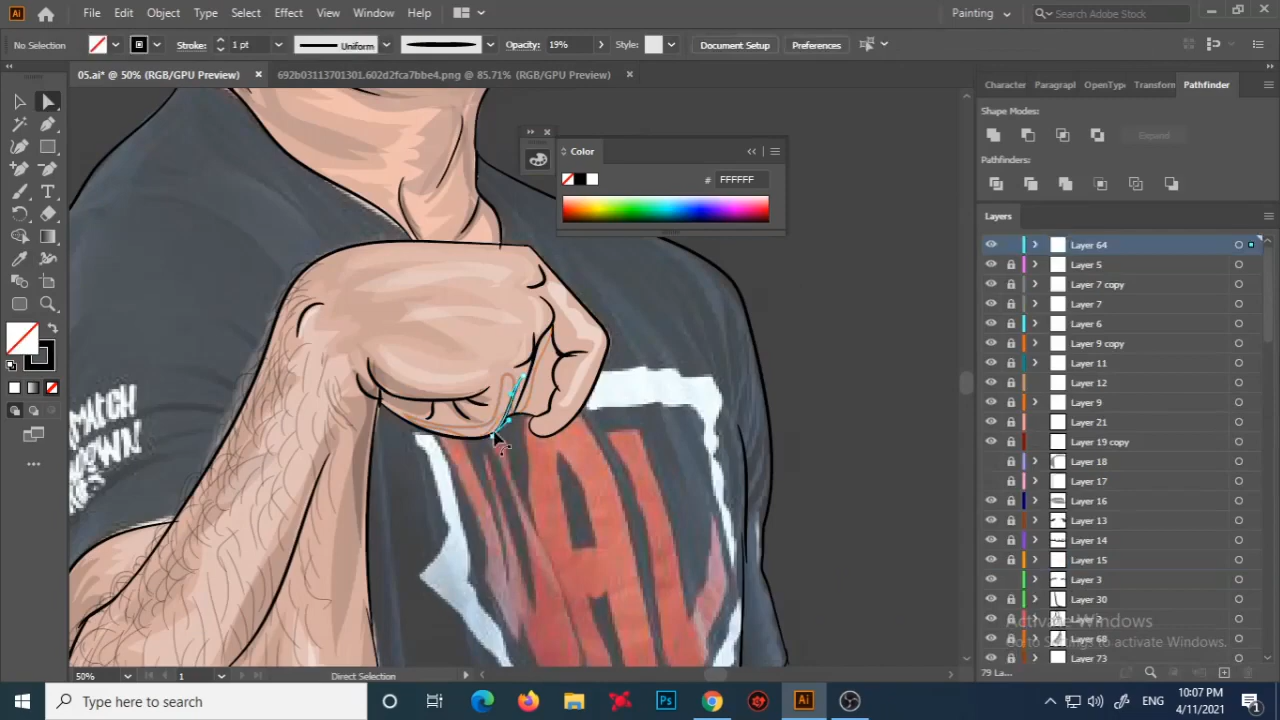 Ai File Edit Object Type Select Effect View Window Help Painting Search Adobe Stock
No Selection Stroke: 1 pt Uniform Opacity: 19% Style: Document Setup Preferences
05.ai* @ 50% (RGB/GPU Preview) × 692b03113701301.602d2fca7bbe4.png @ 85.71% (RGB/GPU Preview) ×
Character Paragrap OpenType Transform Pathfinder
Shape Modes:
Expand
Pathfinders:
Color
# FFFFFF
Layers
Layer 64
Layer 5
Layer 7 copy
Layer 7
Layer 6
Layer 9 copy
Layer 11
Layer 12
Layer 9
Layer 21
Layer 19 copy
Layer 18
Layer 17
Layer 16
Layer 13
Layer 14
Layer 15
Layer 3
Layer 30
Layer 68
Layer 73
Activate Windows
Go to Settings to activate Windows.
79 La...
50% 1 Direct Selection
Type here to search
Ps Ai
ENG
10:07 PM
4/11/2021
1